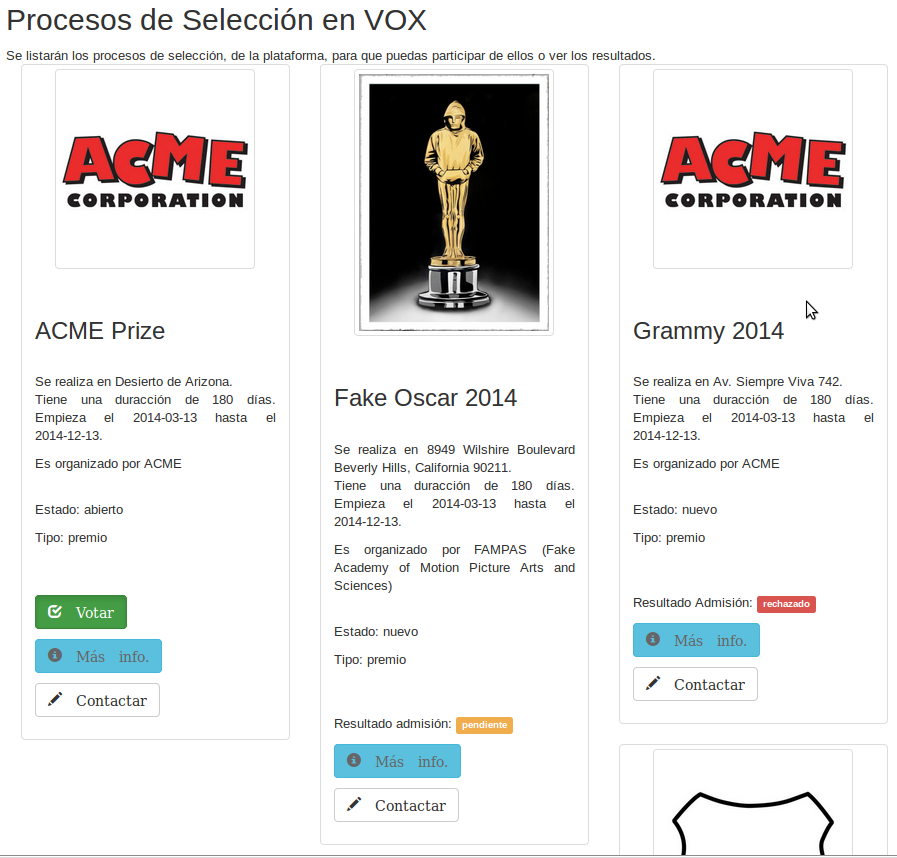 Procesos de Selección en VOX
Se listarán los procesos de selección, de la plataforma, para que puedas participar de ellos o ver los resultados.
ACME
CORPORATION
ACME Prize
Se realiza en Desierto de Arizona.
Tiene una duracción de 180 días.
Empieza el 2014-03-13 hasta el
2014-12-13.
Es organizado por ACME
Estado: abierto
Tipo: premio
Votar
Más info.
Contactar
Fake Oscar 2014
Se realiza en 8949 Wilshire Boulevard
Beverly Hills, California 90211.
Tiene una duracción de 180 días.
Empieza el 2014-03-13 hasta el
2014-12-13.
Es organizado por FAMPAS (Fake
Academy of Motion Picture Arts and
Sciences)
Estado: nuevo
Tipo: premio
Resultado admisión: pendiente
Más info.
Contactar
ACME
CORPORATION
Grammy 2014
Se realiza en Av. Siempre Viva 742.
Tiene una duracción de 180 días.
Empieza el 2014-03-13 hasta el
2014-12-13.
Es organizado por ACME
Estado: nuevo
Tipo: premio
Resultado Admisión: rechazado
Más info.
Contactar